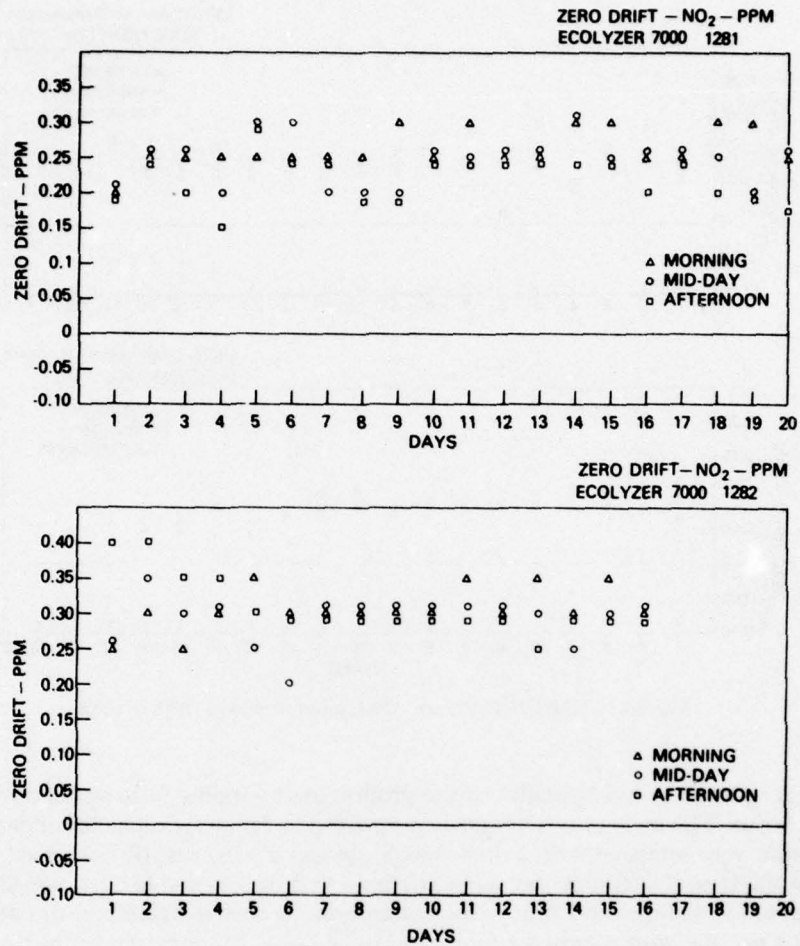 ZERO DRIFT – NO2 – PPM
ECOLYZER 7000 1281
0.35
0.30
0.25
0.20
0.15
0.10
0.05
0
-0.05
-0.10
ZERO DRIFT – PPM
△ MORNING
○ MID-DAY
□ AFTERNOON
1 2 3 4 5 6 7 8 9 10 11 12 13 14 15 16 17 18 19 20
DAYS
ZERO DRIFT – NO2 – PPM
ECOLYZER 7000 1282
0.40
0.35
0.30
0.25
0.20
0.15
0.10
0.05
0
0.05
0.10
ZERO DRIFT – PPM
△ MORNING
○ MID-DAY
□ AFTERNOON
1 2 3 4 5 6 7 8 9 10 11 12 13 14 15 16 17 18 19 20
DAYS